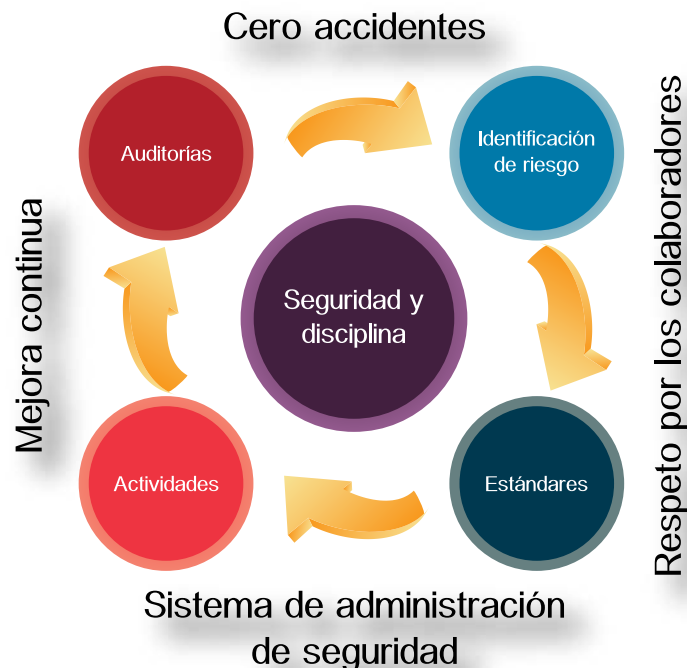 Cero accidentes
Auditorías
Identificación
de riesgo
Mejora continua
Seguridad y
disciplina
Respeto por los colaboradores
Actividades
Estándares
Sistema de administración
de seguridad